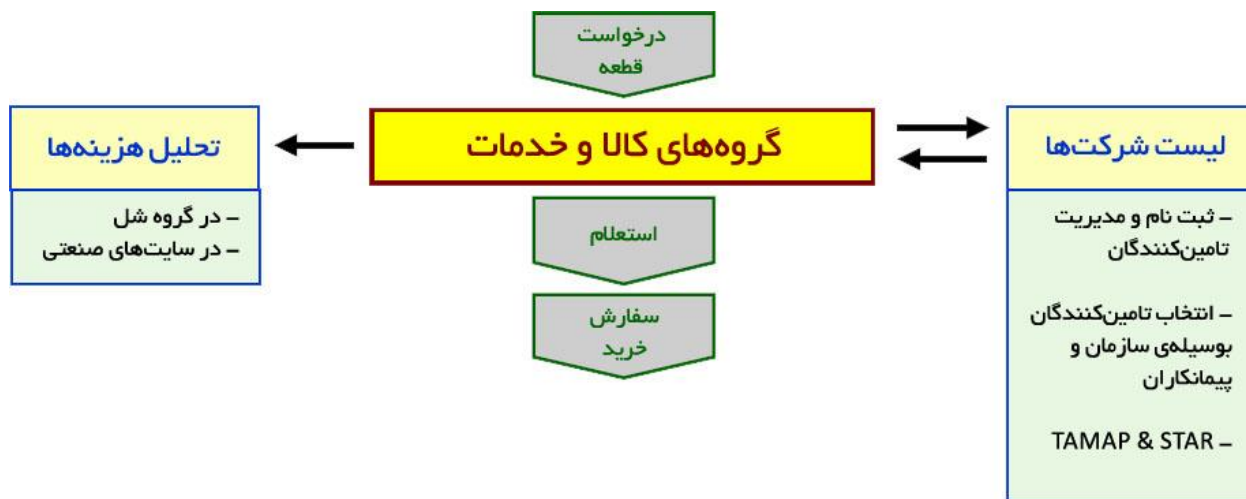 درخواست
قطعه
لیست شرکت‌ها
گروه‌های کالا و خدمات
تحلیل هزینه‌ها
– ثبت نام و مدیریت
تامین‌کنندگان
– انتخاب تامین‌کنندگان
بوسیله‌ی سازمان و
پیمانکاران
– TAMAP & STAR
استعلام
سفارش
خرید
– در گروه شل
– در سایت‌های صنعتی